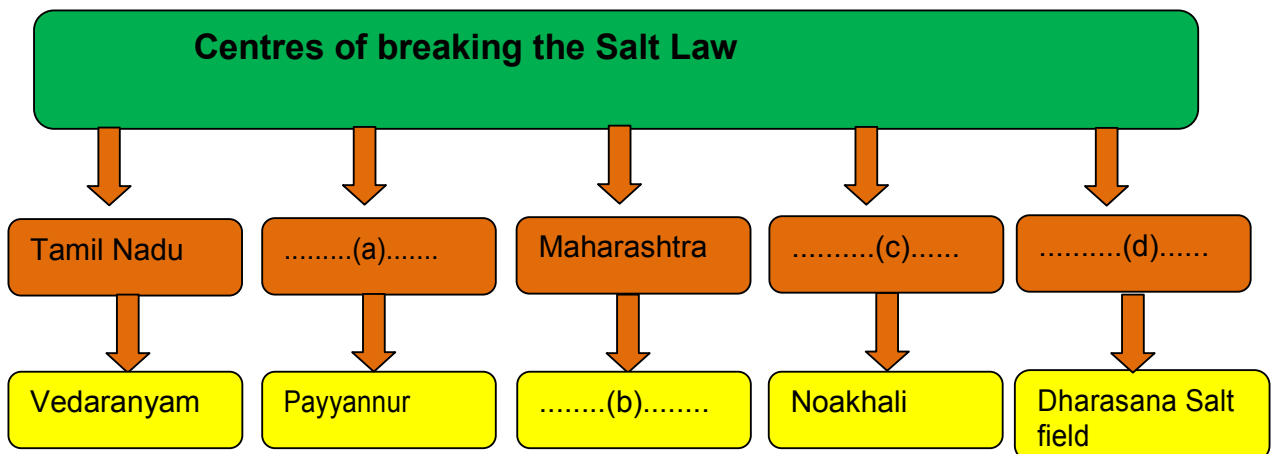 Centres of breaking the Salt Law
Tamil Nadu
.........(a).......
Maharashtra
..........(c)......
..........(d)......
Vedaranyam
Payyannur
........(b)........
Noakhali
Dharasana Salt
field